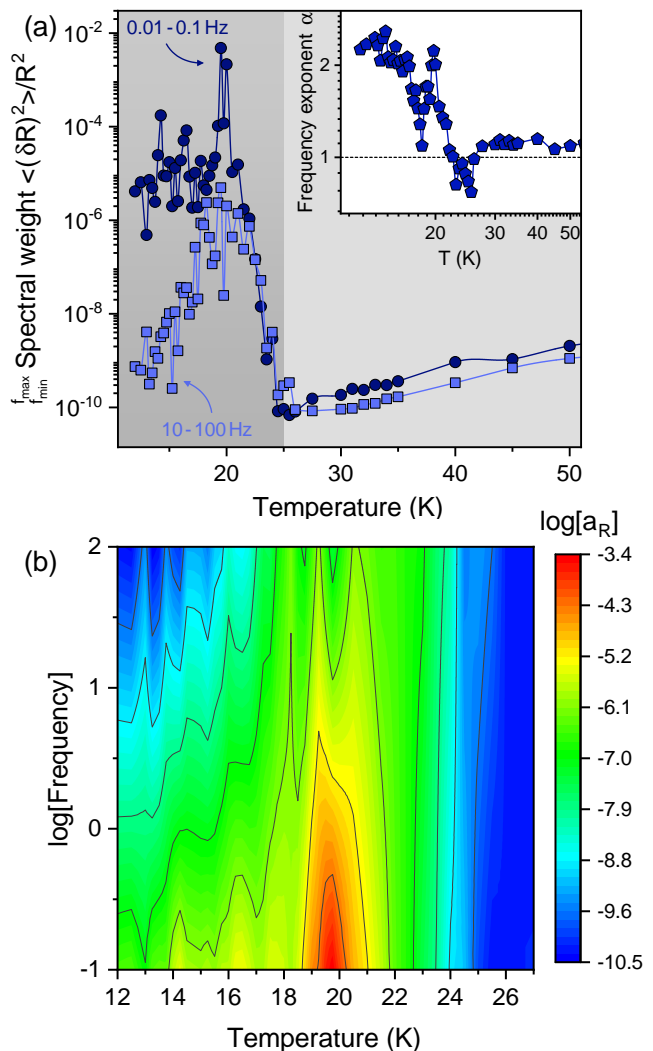 (a)
0.01 - 0.1 Hz
10 - 100 Hz
f_min^max Spectral weight <(δR)²>/R²
10⁻²
10⁻⁴
10⁻⁶
10⁻⁸
10⁻¹⁰
20 30 40 50
Temperature (K)
Frequency exponent α
2
1
20 30 40 50
T (K)
(b)
log[a_R]
log[Frequency]
2
1
0
-1
12 14 16 18 20 22 24 26
Temperature (K)
-3.4
-4.3
-5.2
-6.1
-7.0
-7.9
-8.8
-9.6
-10.5